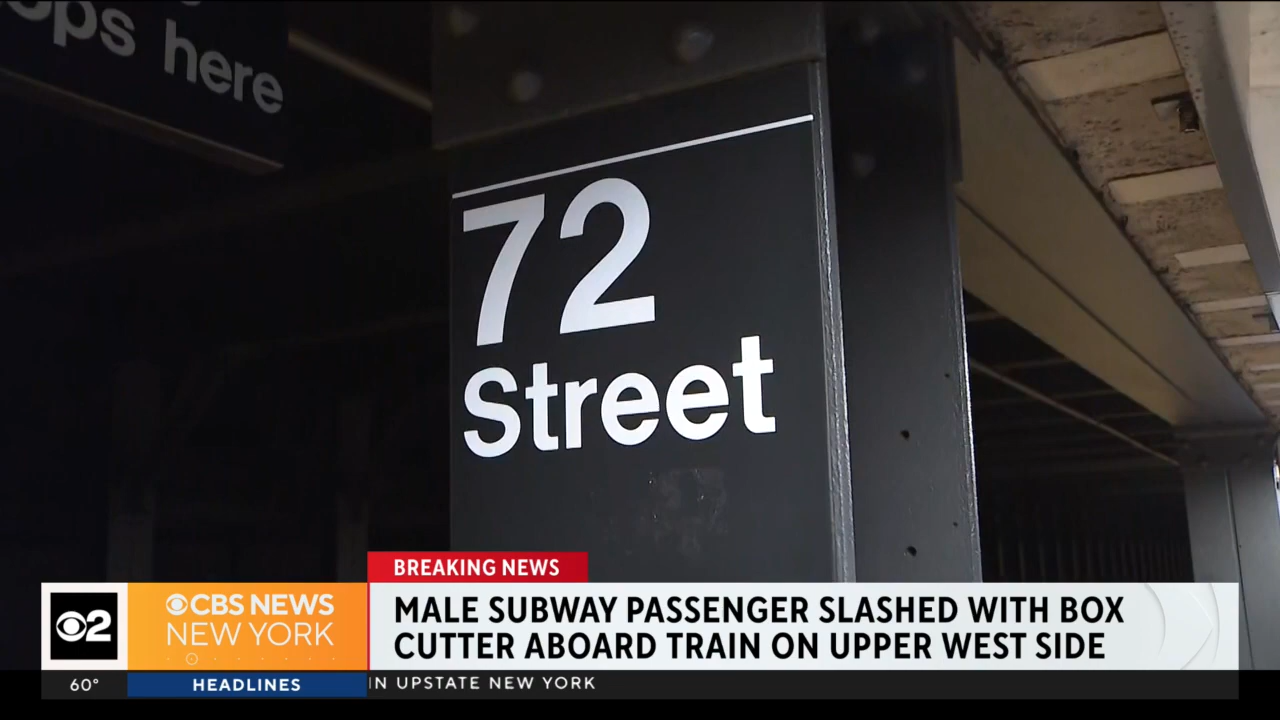 ops here
72
Street
BREAKING NEWS
2
CBS NEWS
NEW YORK
MALE SUBWAY PASSENGER SLASHED WITH BOX
CUTTER ABOARD TRAIN ON UPPER WEST SIDE
60°
HEADLINES
IN UPSTATE NEW YORK